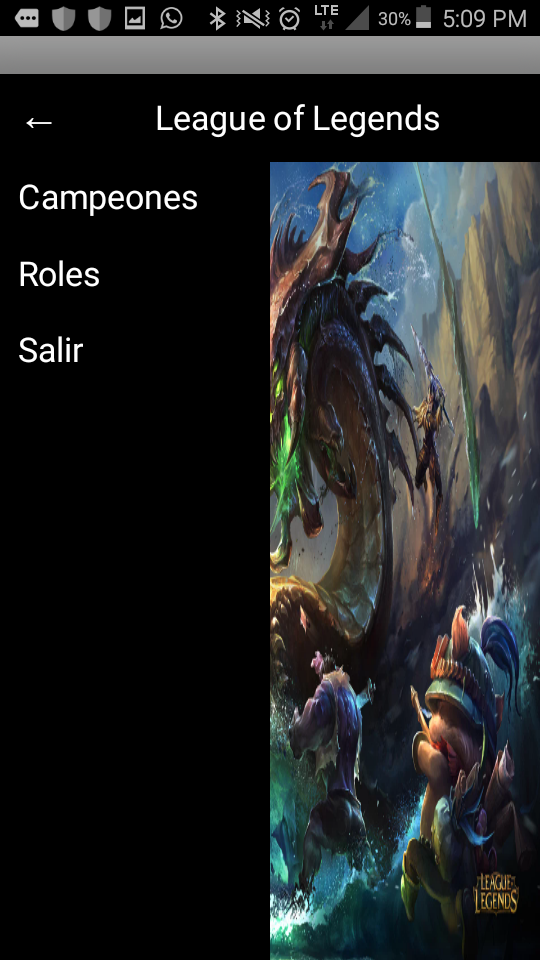 LTE
30%
5:09 PM
← League of Legends
Campeones
Roles
Salir
LEAGUE
OF
LEGENDS